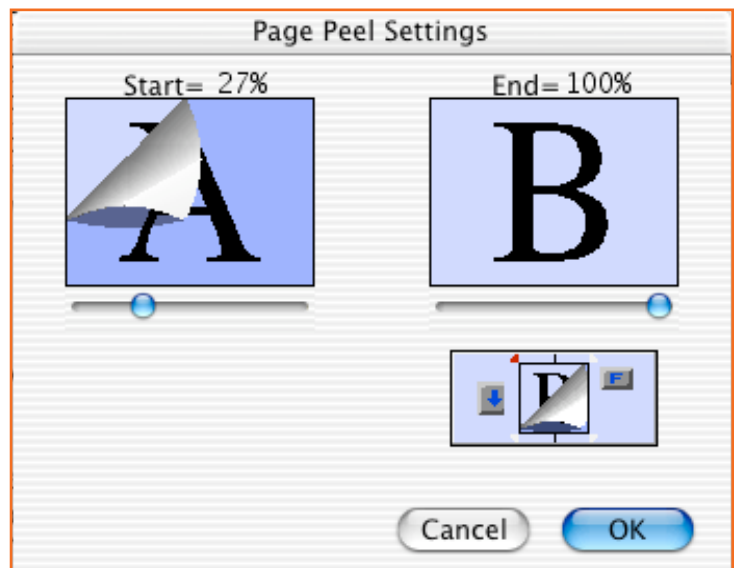 Page Peel Settings
Start= 27%
End= 100%
A
B
F
Cancel
OK